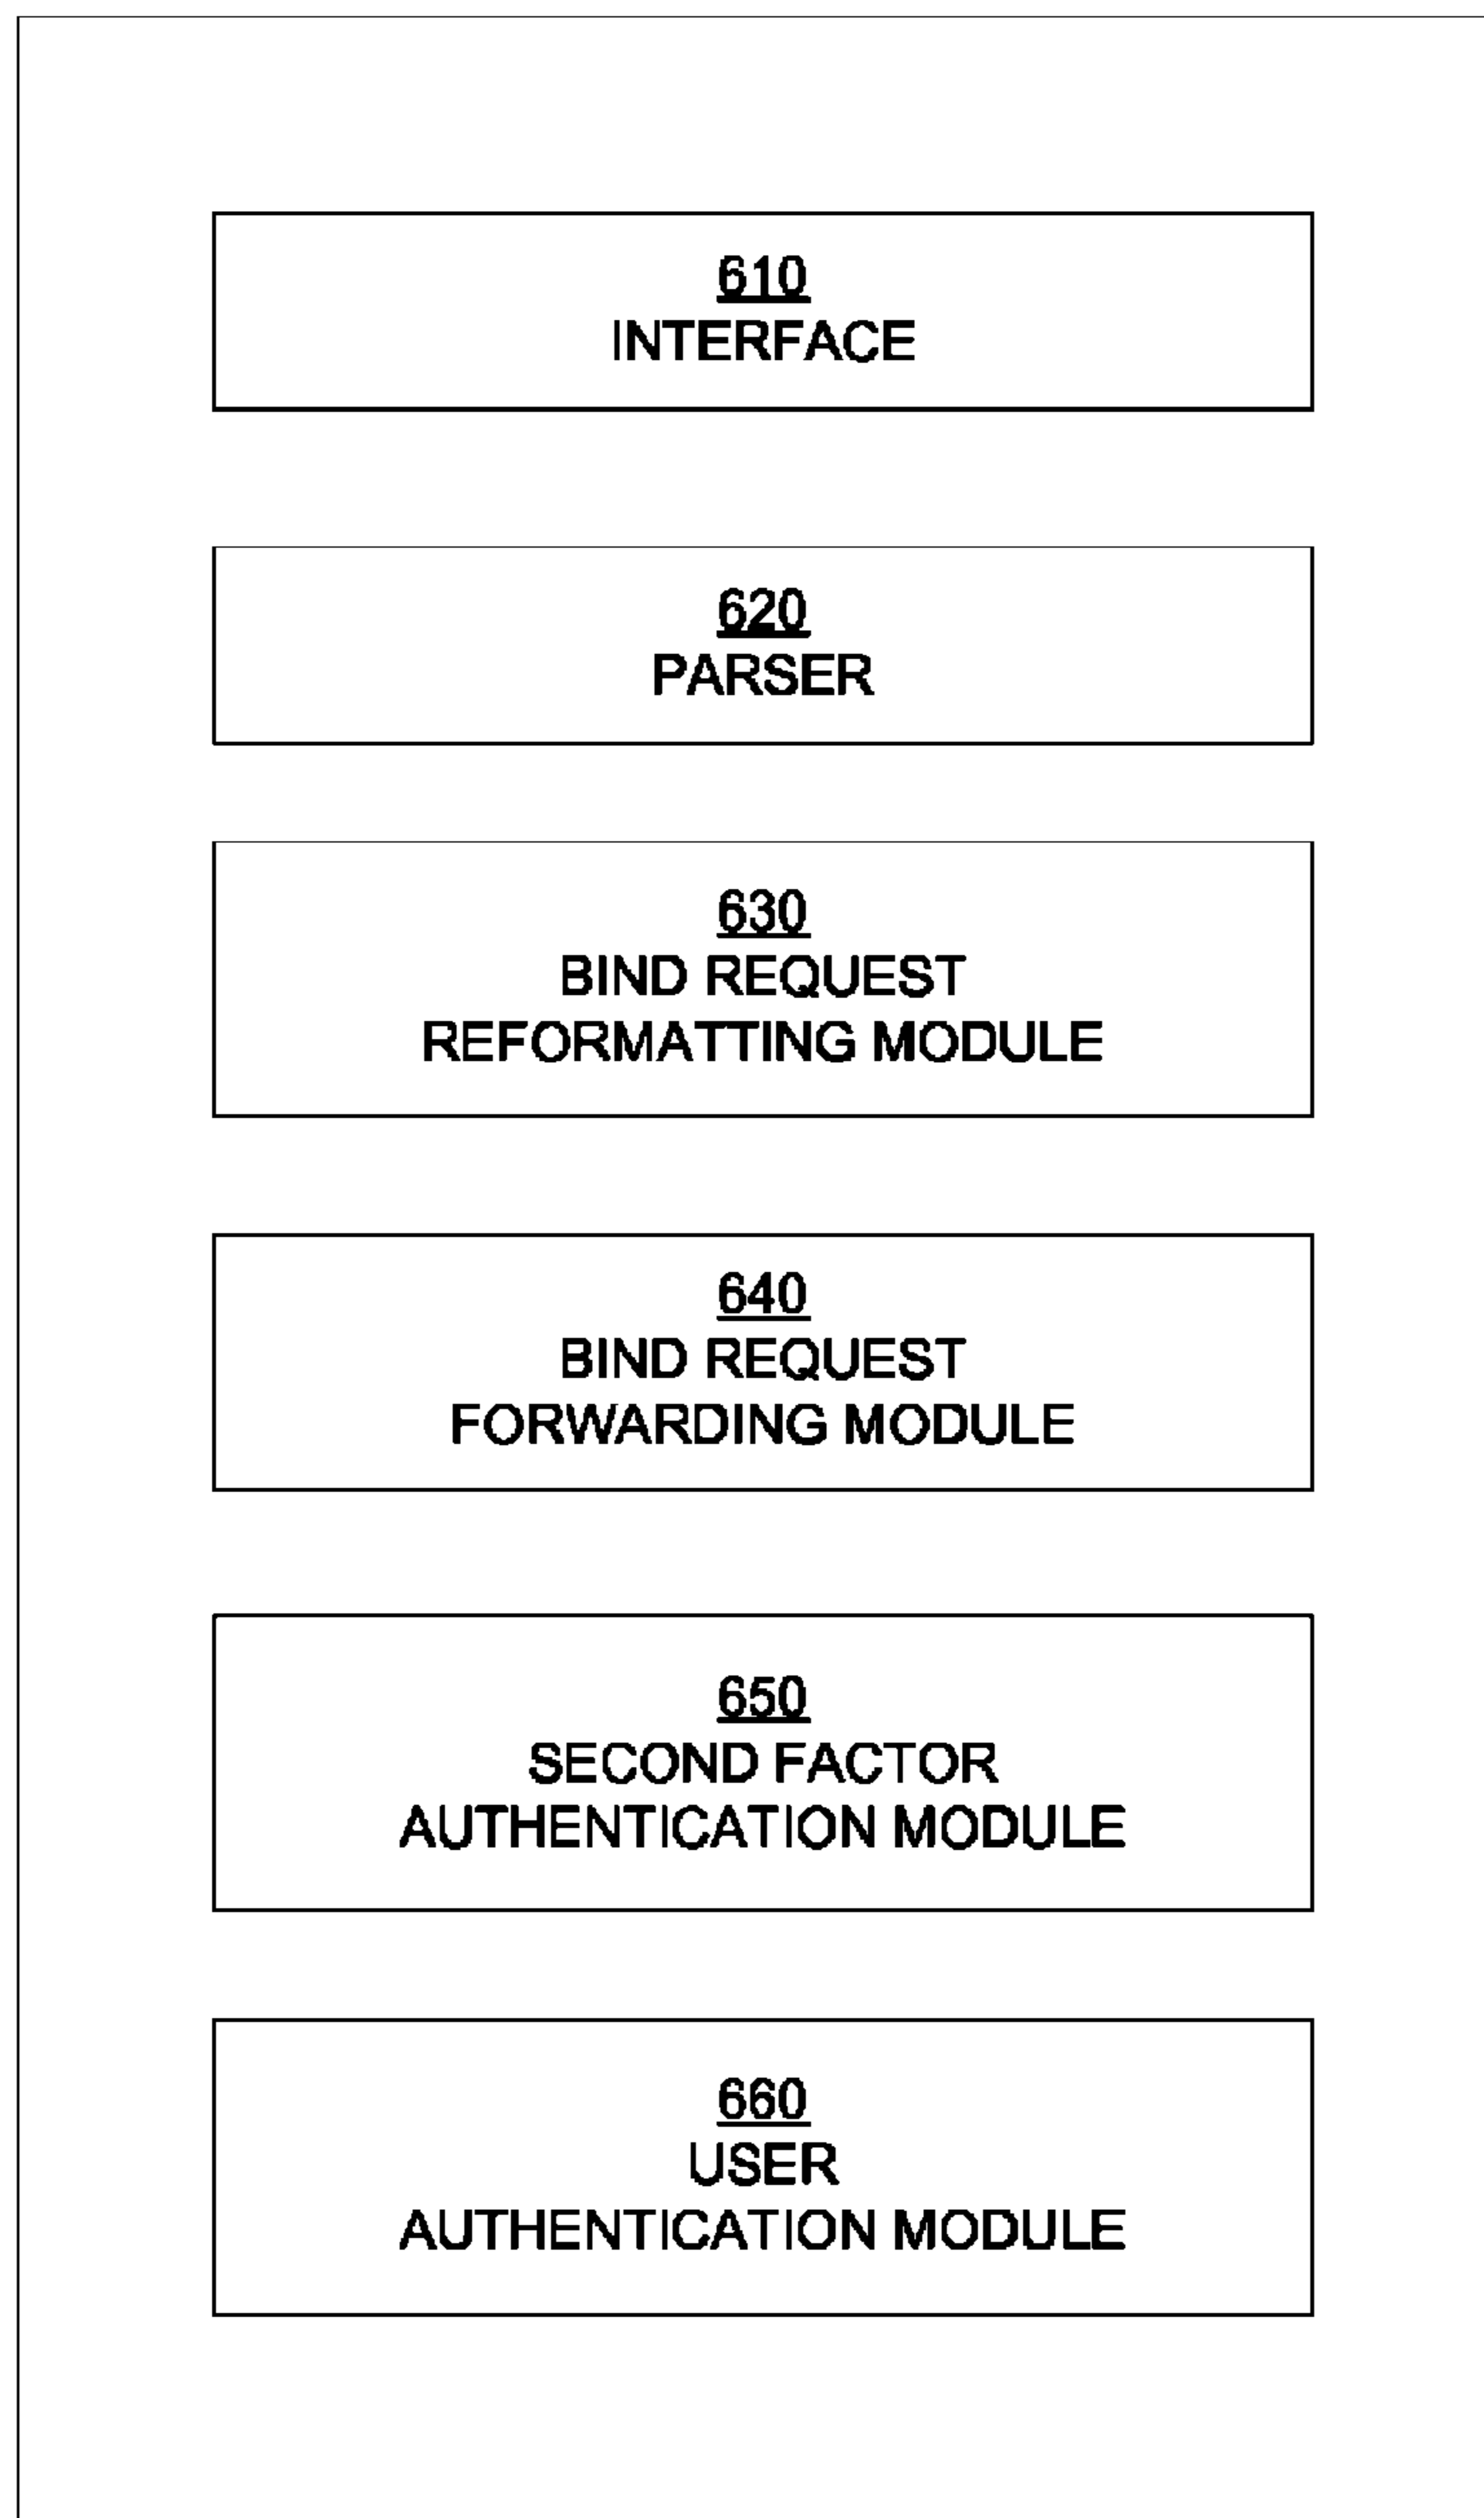 610
INTERFACE
620
PARSER
630
BIND REQUEST
REFORMATTING MODULE
640
BIND REQUEST
FORWARDING MODULE
650
SECOND FACTOR
AUTHENTICATION MODULE
660
USER
AUTHENTICATION MODULE